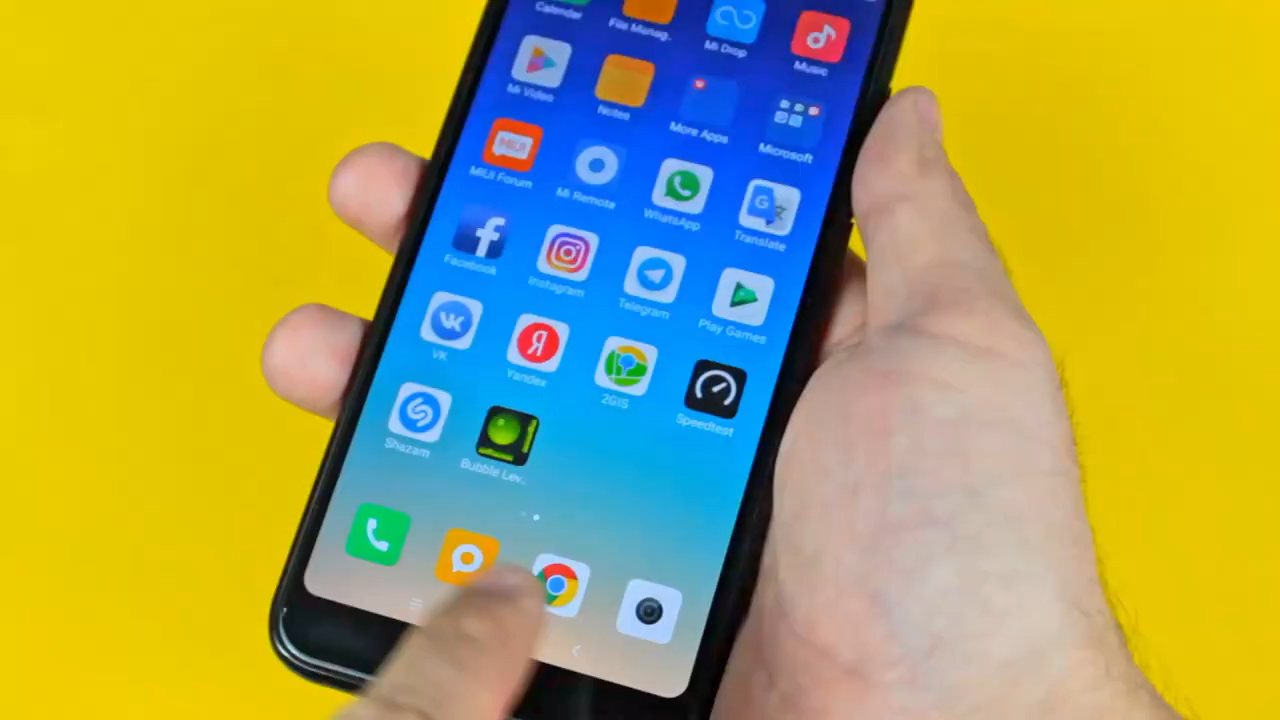 Calendar
File Manag..
Mi Drop
Music
Mi Video
Notes
More Apps
Microsoft
MIUI
MIUI Forum
Mi Remote
WhatsApp
G
Translate
Facebook
Instagram
Telegram
Play Games
VK
Я
Yandex
2GIS
Speedtest
Shazam
Bubble Lev..